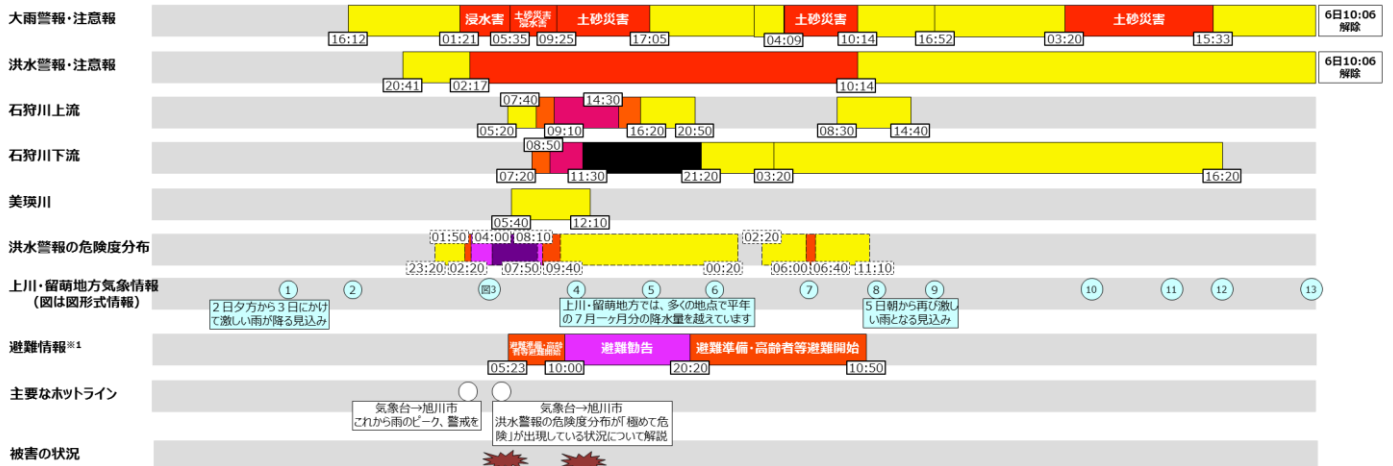 大雨警報・注意報
浸水害
土砂災害
浸水害
土砂災害
土砂災害
土砂災害
6日10:06
解除
16:12
01:21
05:35
09:25
17:05
04:09
10:14
16:52
03:20
15:33
洪水警報・注意報
6日10:06
解除
20:41
02:17
10:14
石狩川上流
07:40
14:30
05:20
09:10
16:20
20:50
08:30
14:40
石狩川下流
08:50
07:20
11:30
21:20
03:20
16:20
美瑛川
05:40
12:10
洪水警報の危険度分布
01:50
04:00
08:10
02:20
23:20
02:20
07:50
09:40
00:20
06:00
06:40
11:10
上川・留萌地方気象情報
(図は図形式情報)
1
2
図3
4
5
6
7
8
9
10
11
12
13
2日夕方から3日にかけ
て激しい雨が降る見込み
上川・留萌地方では、多くの地点で平年
の7月一ヶ月分の降水量を越えています
5日朝から再び激し
い雨となる見込み
避難情報※1
避難準備・高齢
者等避難開始
避難勧告
避難準備・高齢者等避難開始
05:23
10:00
20:20
10:50
主要なホットライン
気象台→旭川市
これから雨のピーク、警戒を
気象台→旭川市
洪水警報の危険度分布が「極めて危
険」が出現している状況について解説
被害の状況